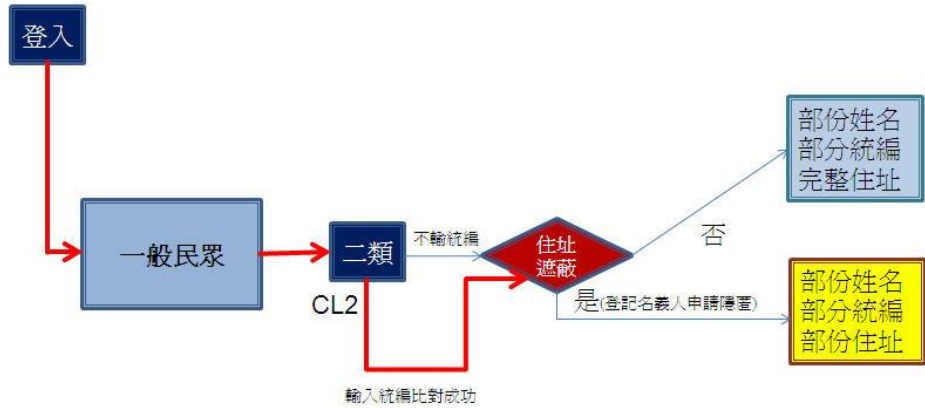 登入
一般民眾
二類
CL2
不輸統編
輸入統編比對成功
住址
遮蔽
否
部份姓名
部分統編
完整住址
是(登記名義人申請隱匿)
部份姓名
部分統編
部份住址